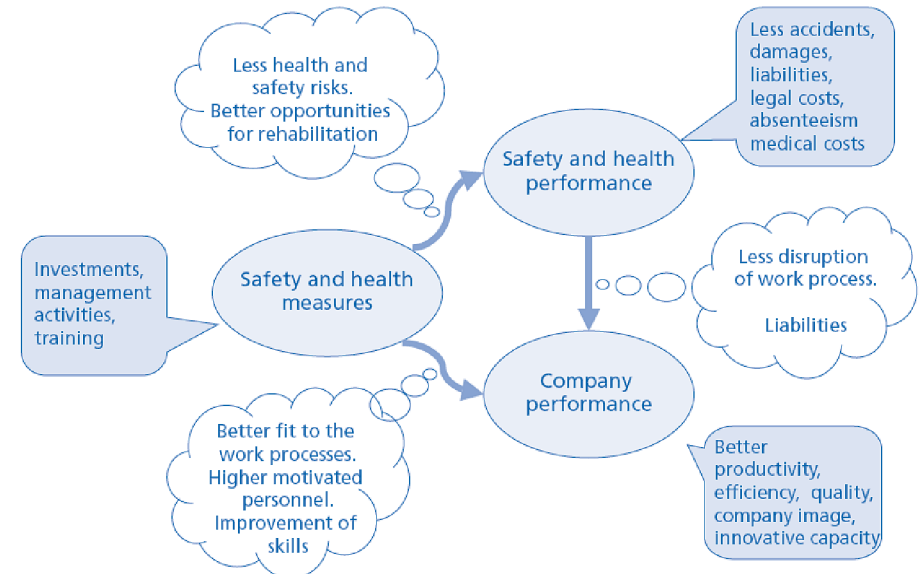 Less health and
safety risks.
Better opportunities
for rehabilitation
Less accidents,
damages,
liabilities,
legal costs,
absenteeism
medical costs
Safety and health
performance
Investments,
management
activities,
training
Safety and health
measures
Less disruption
of work process.
Liabilities
Company
performance
Better fit to the
work processes.
Higher motivated
personnel.
Improvement of
skills
Better
productivity,
efficiency, quality,
company image,
innovative capacity